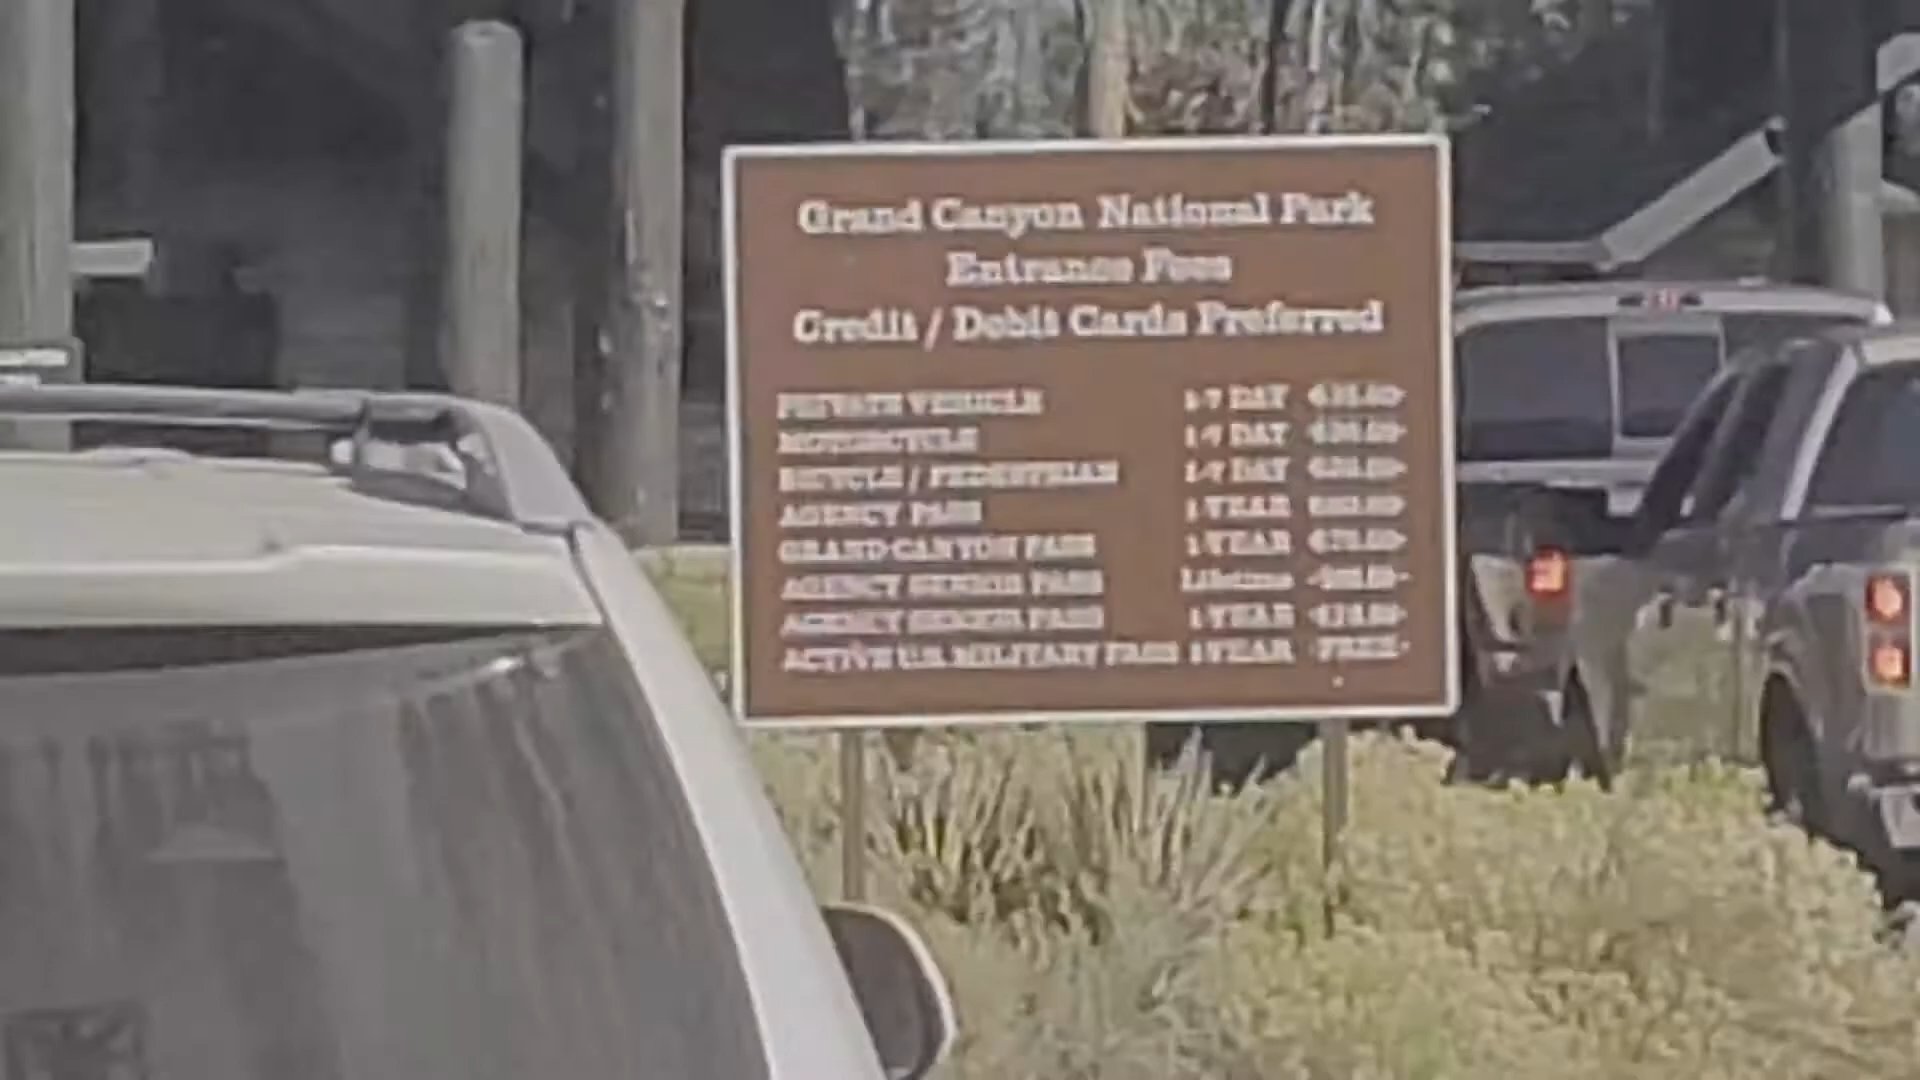 Grand Canyon National Park
Entrance Fees
Credit / Debit Cards Preferred
PRIVATE VEHICLE 1-7 DAY
MOTORCYCLE 1-7 DAY
BICYCLE / PEDESTRIAN 1-7 DAY
AGENCY PASS 1 YEAR
GRAND CANYON PASS 1 YEAR
AGENCY SENIOR PASS Lifetime
AGENCY SENIOR PASS 1 YEAR
ACTIVE U.S. MILITARY PASS 1 YEAR -FREE-